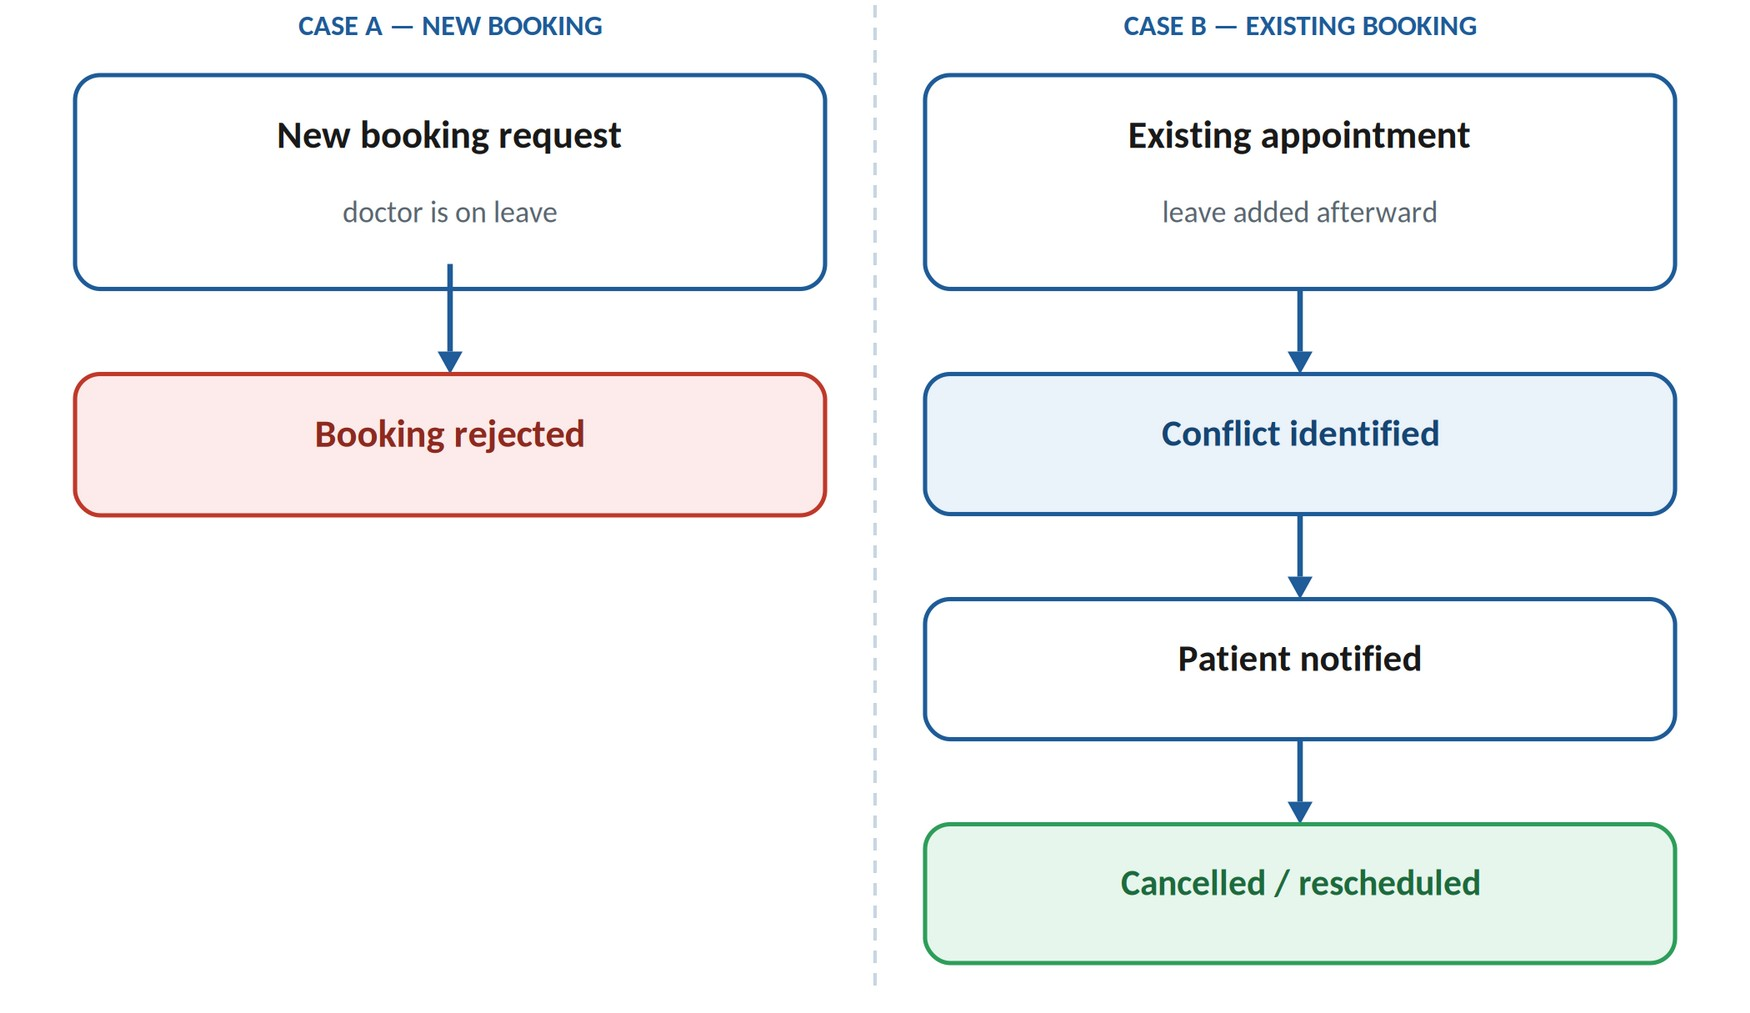 CASE A — NEW BOOKING
New booking request
doctor is on leave
Booking rejected
CASE B — EXISTING BOOKING
Existing appointment
leave added afterward
Conflict identified
Patient notified
Cancelled / rescheduled